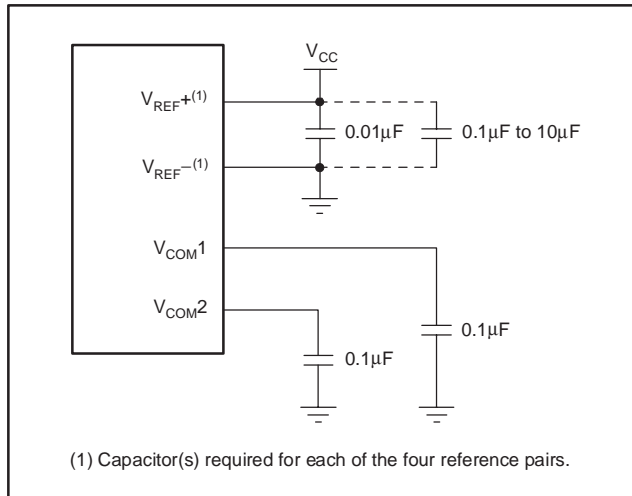 V_CC
V_REF+(1)
0.01μF
0.1μF to 10μF
V_REF−(1)
V_COM1
V_COM2
0.1μF
0.1μF
(1) Capacitor(s) required for each of the four reference pairs.